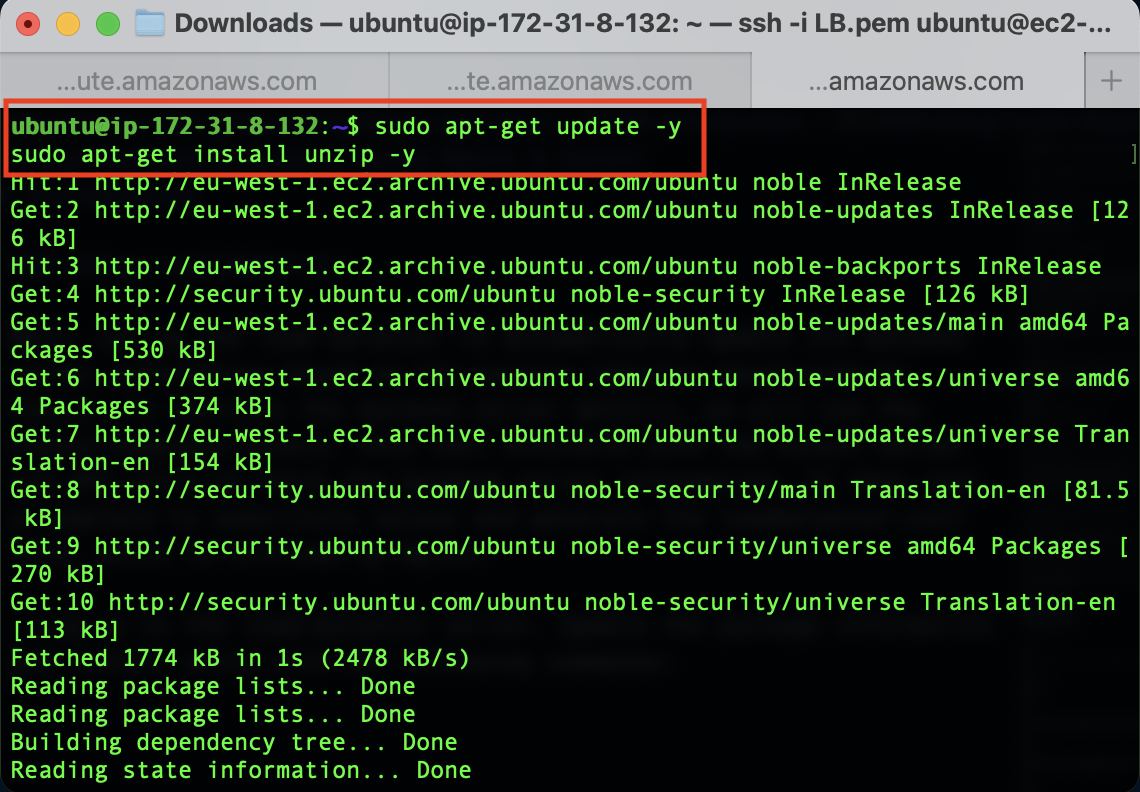 Downloads — ubuntu@ip-172-31-8-132: ~ — ssh -i LB.pem ubuntu@ec2-...
...ute.amazonaws.com
...te.amazonaws.com
...amazonaws.com
+
ubuntu@ip-172-31-8-132:~$ sudo apt-get update -y
sudo apt-get install unzip -y
]
Hit:1 http://eu-west-1.ec2.archive.ubuntu.com/ubuntu noble InRelease
Get:2 http://eu-west-1.ec2.archive.ubuntu.com/ubuntu noble-updates InRelease [12
6 kB]
Hit:3 http://eu-west-1.ec2.archive.ubuntu.com/ubuntu noble-backports InRelease
Get:4 http://security.ubuntu.com/ubuntu noble-security InRelease [126 kB]
Get:5 http://eu-west-1.ec2.archive.ubuntu.com/ubuntu noble-updates/main amd64 Pa
ckages [530 kB]
Get:6 http://eu-west-1.ec2.archive.ubuntu.com/ubuntu noble-updates/universe amd6
4 Packages [374 kB]
Get:7 http://eu-west-1.ec2.archive.ubuntu.com/ubuntu noble-updates/universe Tran
slation-en [154 kB]
Get:8 http://security.ubuntu.com/ubuntu noble-security/main Translation-en [81.5
 kB]
Get:9 http://security.ubuntu.com/ubuntu noble-security/universe amd64 Packages [
270 kB]
Get:10 http://security.ubuntu.com/ubuntu noble-security/universe Translation-en
[113 kB]
Fetched 1774 kB in 1s (2478 kB/s)
Reading package lists... Done
Reading package lists... Done
Building dependency tree... Done
Reading state information... Done